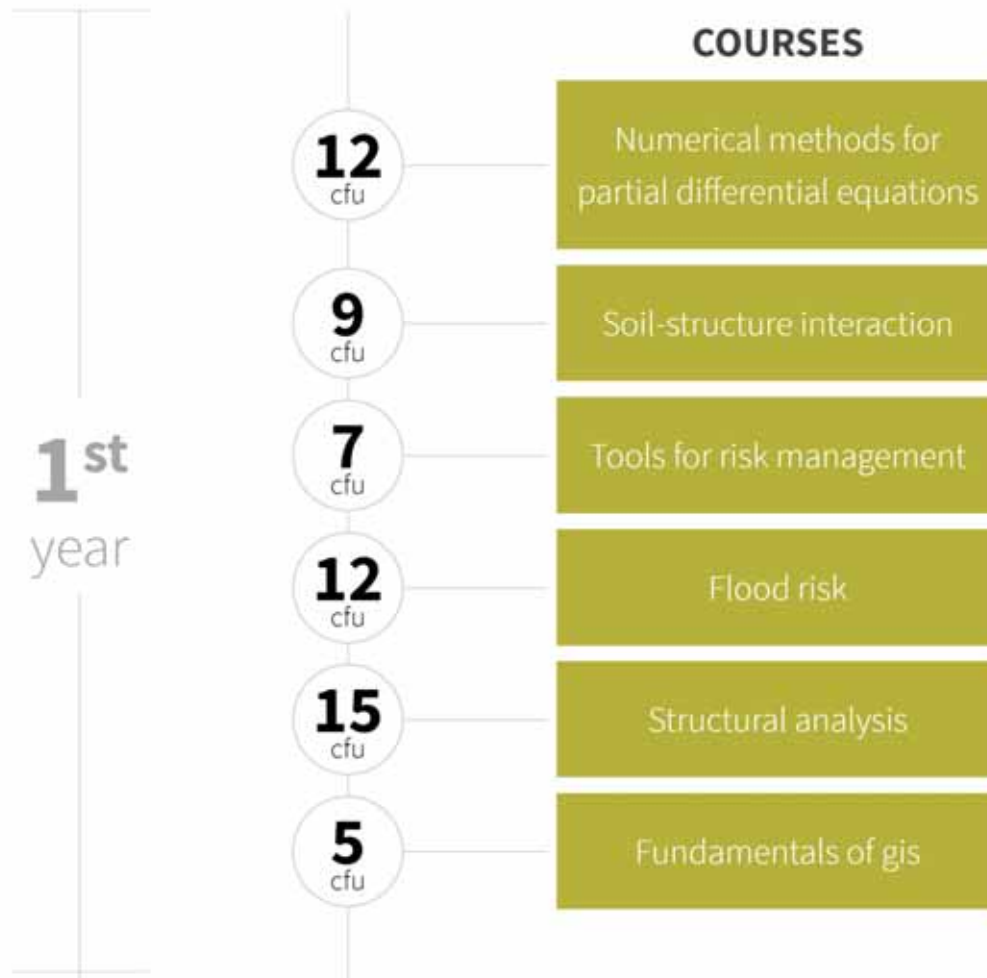 COURSES
12
cfu
Numerical methods for
partial differential equations
9
cfu
Soil-structure interaction
7
cfu
Tools for risk management
1st
year
12
cfu
Flood risk
15
cfu
Structural analysis
5
cfu
Fundamentals of gis